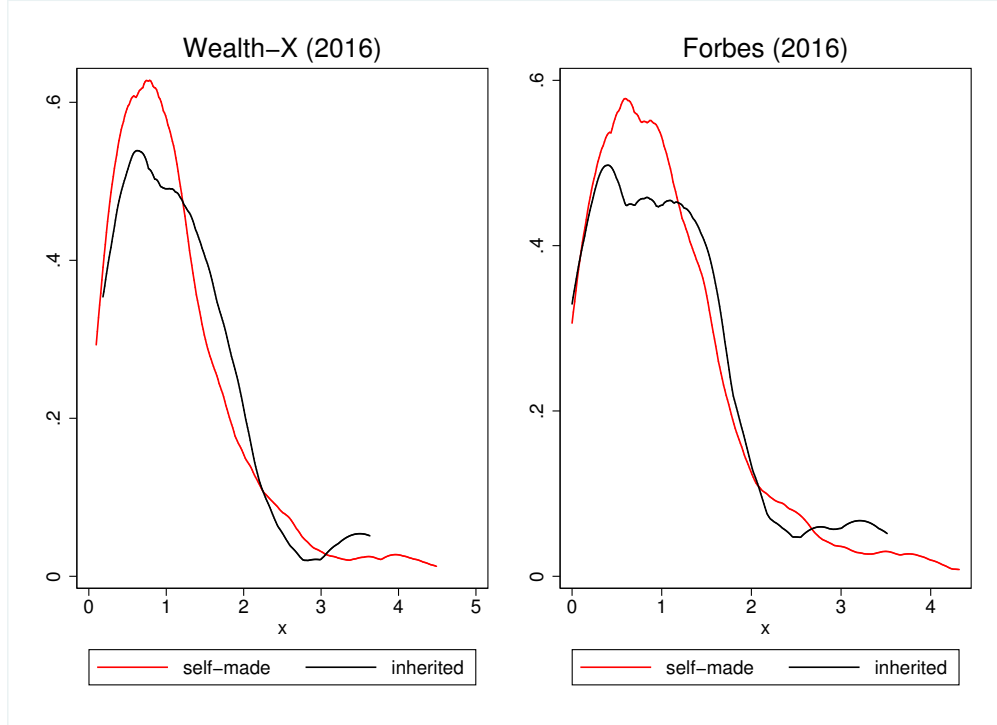 Wealth−X (2016)
.6
.4
.2
0
0 1 2 3 4 5
x
self−made inherited
Forbes (2016)
.6
.4
.2
0
0 1 2 3 4
x
self−made inherited